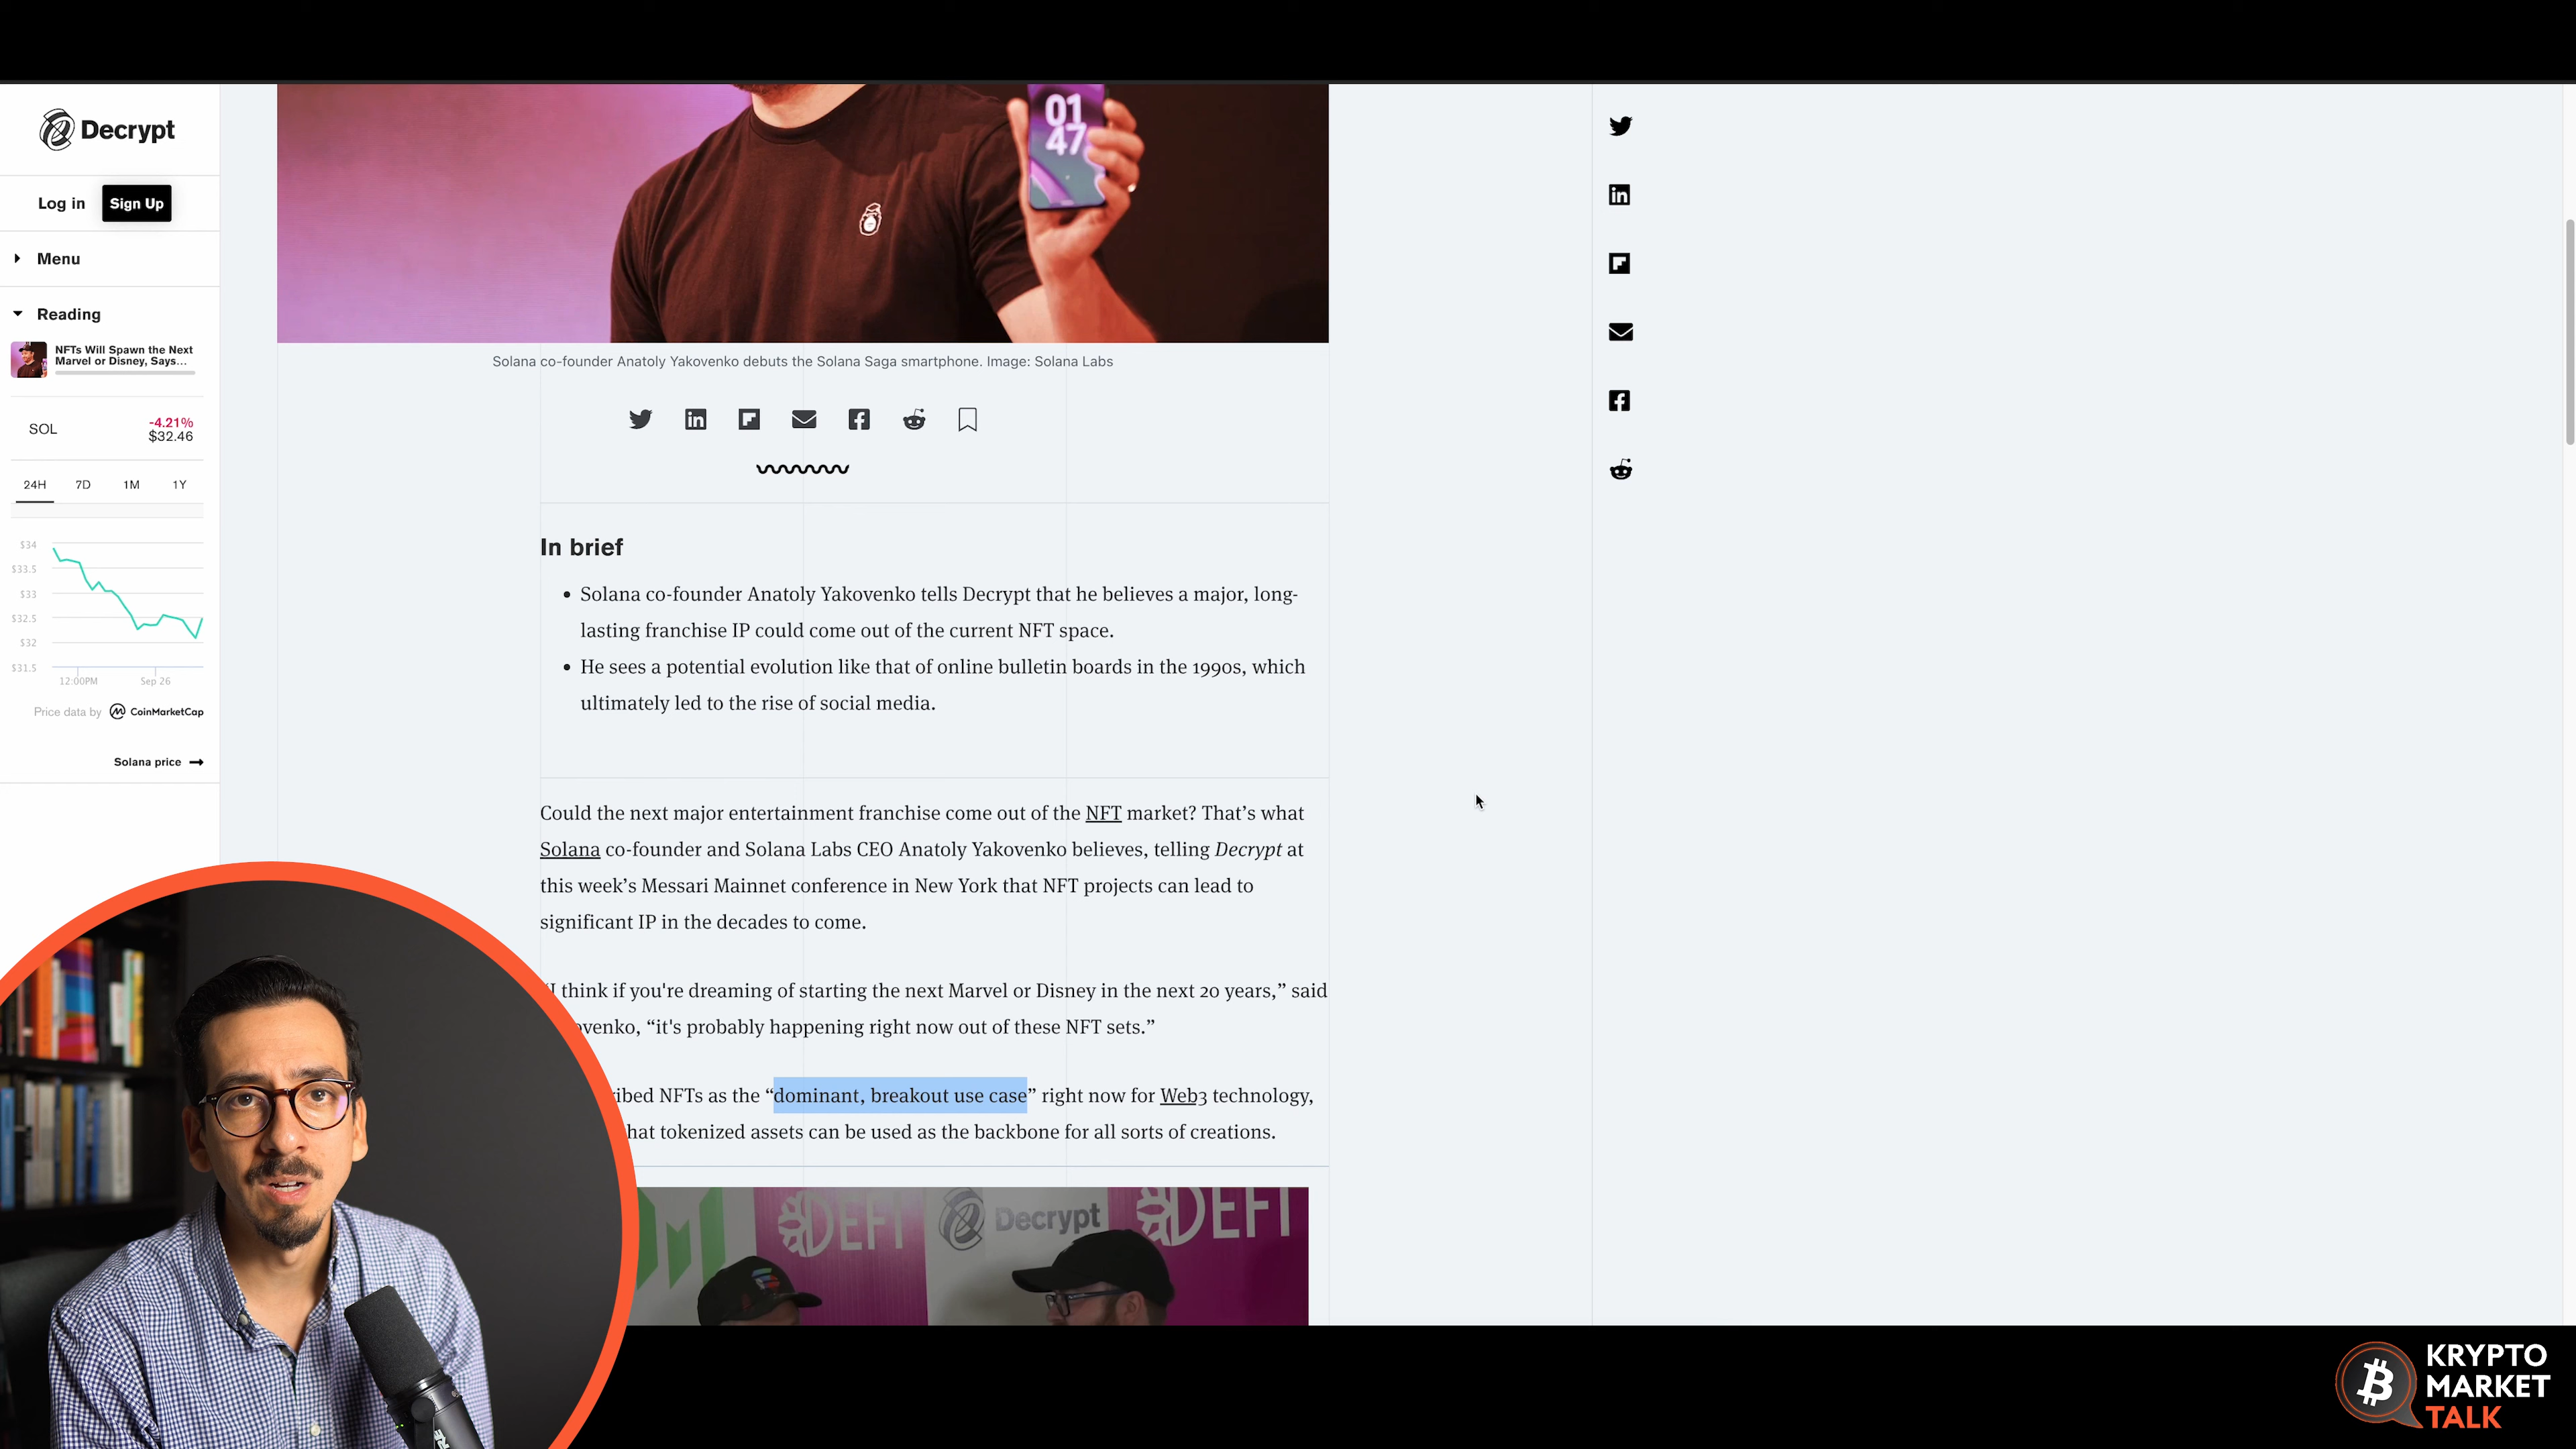 Decrypt
Log in
Sign Up
Menu
Reading
NFTs Will Spawn the Next
Marvel or Disney, Says...
SOL
-4.21%
$32.46
24H 7D 1M 1Y
$34
$33.5
$33
$32.5
$32
$31.5
12:00PM Sep 26
Price data by CoinMarketCap
Solana price
01
47
Solana co-founder Anatoly Yakovenko debuts the Solana Saga smartphone. Image: Solana Labs
In brief
Solana co-founder Anatoly Yakovenko tells Decrypt that he believes a major, long-
lasting franchise IP could come out of the current NFT space.
He sees a potential evolution like that of online bulletin boards in the 1990s, which
ultimately led to the rise of social media.
Could the next major entertainment franchise come out of the NFT market? That’s what
Solana co-founder and Solana Labs CEO Anatoly Yakovenko believes, telling Decrypt at
this week’s Messari Mainnet conference in New York that NFT projects can lead to
significant IP in the decades to come.
“I think if you're dreaming of starting the next Marvel or Disney in the next 20 years,” said
ovenko, “it's probably happening right now out of these NFT sets.”
ribed NFTs as the “dominant, breakout use case” right now for Web3 technology,
hat tokenized assets can be used as the backbone for all sorts of creations.
DEFI Decrypt DEFI
KRYPTO
MARKET
TALK